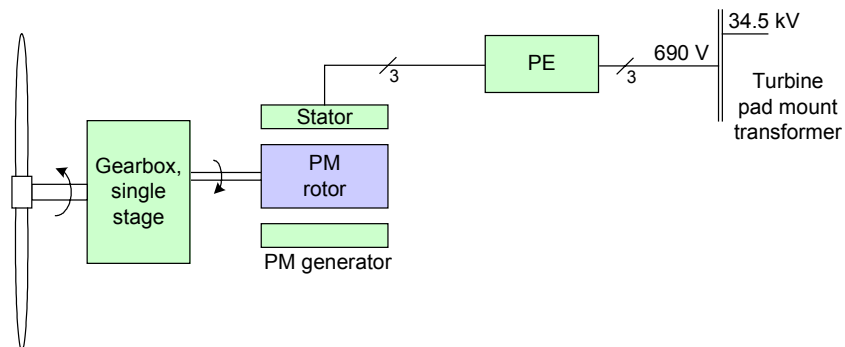 34.5 kV
690 V
PE
3
3
Turbine
pad mount
transformer
Stator
Gearbox,
single
stage
PM
rotor
PM generator